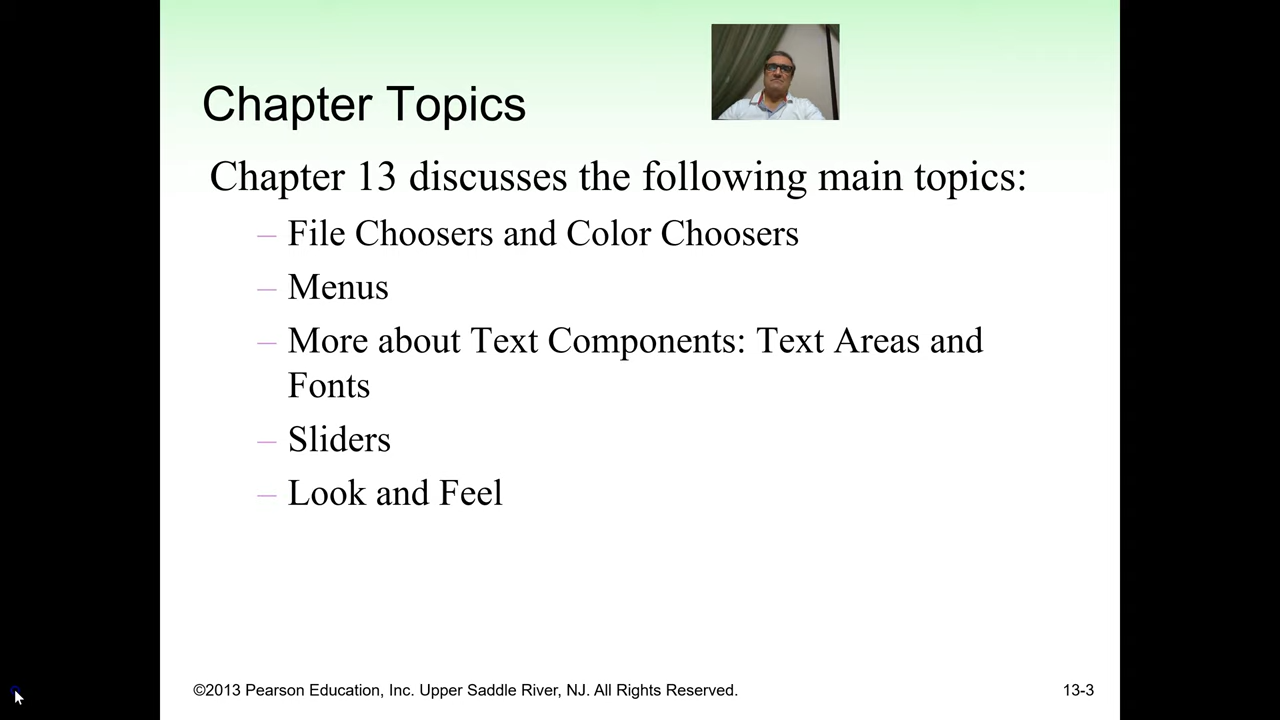 Chapter Topics
Chapter 13 discusses the following main topics:
– File Choosers and Color Choosers
– Menus
– More about Text Components: Text Areas and
Fonts
– Sliders
– Look and Feel
©2013 Pearson Education, Inc. Upper Saddle River, NJ. All Rights Reserved.
13-3